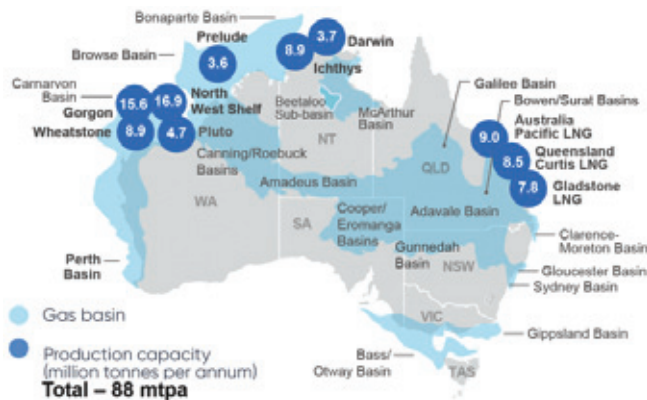 Bonaparte Basin
Prelude
3.7
Darwin
8.9
Browse Basin
3.6
Ichthys
Carnarvon
Basin
Gorgon
15.6
16.9
North
West Shelf
Beetaloo
Sub-basin
McArthur
Basin
Galilee Basin
Bowen/Surat Basins
Australia
Pacific LNG
9.0
Wheatstone
8.9
4.7
Pluto
NT
Queensland
Curtis LNG
8.5
Canning/Roebuck
Basins
QLD
Gladstone
LNG
7.8
Amadeus Basin
WA
Cooper/
Eromanga
Basins
Adavale Basin
SA
Clarence-
Moreton Basin
Gunnedah
Basin
NSW
Perth
Basin
Gloucester Basin
Sydney Basin
Gas basin
VIC
Gippsland Basin
Production capacity
(million tonnes per annum)
Total – 88 mtpa
Bass/
Otway Basin
TAS